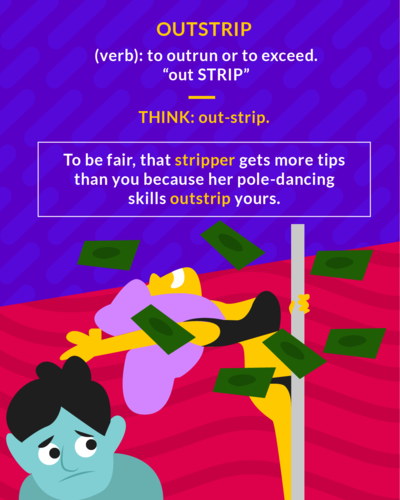 OUTSTRIP
(verb): to outrun or to exceed.
“out STRIP”
THINK: out-strip.
To be fair, that stripper gets more tips
than you because her pole-dancing
skills outstrip yours.